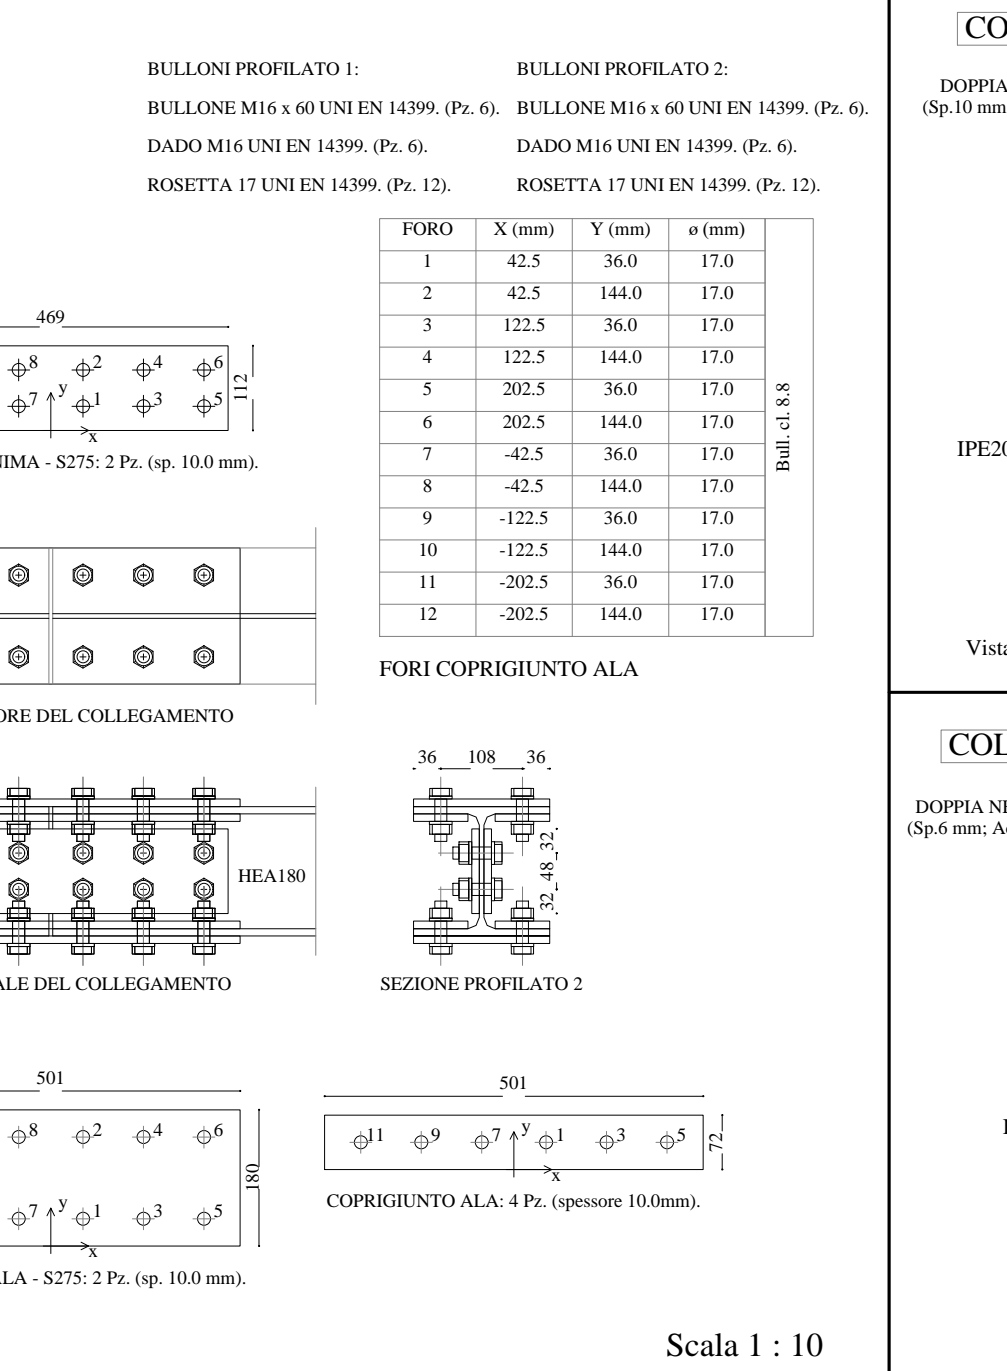 BULLONI PROFILATO 1:
BULLONE M16 x 60 UNI EN 14399. (Pz. 6).
DADO M16 UNI EN 14399. (Pz. 6).
ROSETTA 17 UNI EN 14399. (Pz. 12).
BULLONI PROFILATO 2:
BULLONE M16 x 60 UNI EN 14399. (Pz. 6).
DADO M16 UNI EN 14399. (Pz. 6).
ROSETTA 17 UNI EN 14399. (Pz. 12).
FORO X (mm) Y (mm) ø (mm)
1 42.5 36.0 17.0
2 42.5 144.0 17.0
3 122.5 36.0 17.0
4 122.5 144.0 17.0
5 202.5 36.0 17.0
6 202.5 144.0 17.0
7 -42.5 36.0 17.0
8 -42.5 144.0 17.0
9 -122.5 36.0 17.0
10 -122.5 144.0 17.0
11 -202.5 36.0 17.0
12 -202.5 144.0 17.0
Bull. cl. 8.8
FORI COPRIGIUNTO ALA
469
8 2 4 6
7 y 1 3 5
x
112
NIMA - S275: 2 Pz. (sp. 10.0 mm).
ORE DEL COLLEGAMENTO
HEA180
ALE DEL COLLEGAMENTO
36 108 36
32 48 32
SEZIONE PROFILATO 2
501
8 2 4 6
7 y 1 3 5
x
180
ALA - S275: 2 Pz. (sp. 10.0 mm).
501
11 9 7 y 1 3 5
x
72
COPRIGIUNTO ALA: 4 Pz. (spessore 10.0mm).
Scala 1 : 10
CO
DOPPIA
(Sp.10 mm
IPE20
Vista
COL
DOPPIA NE
(Sp.6 mm; A